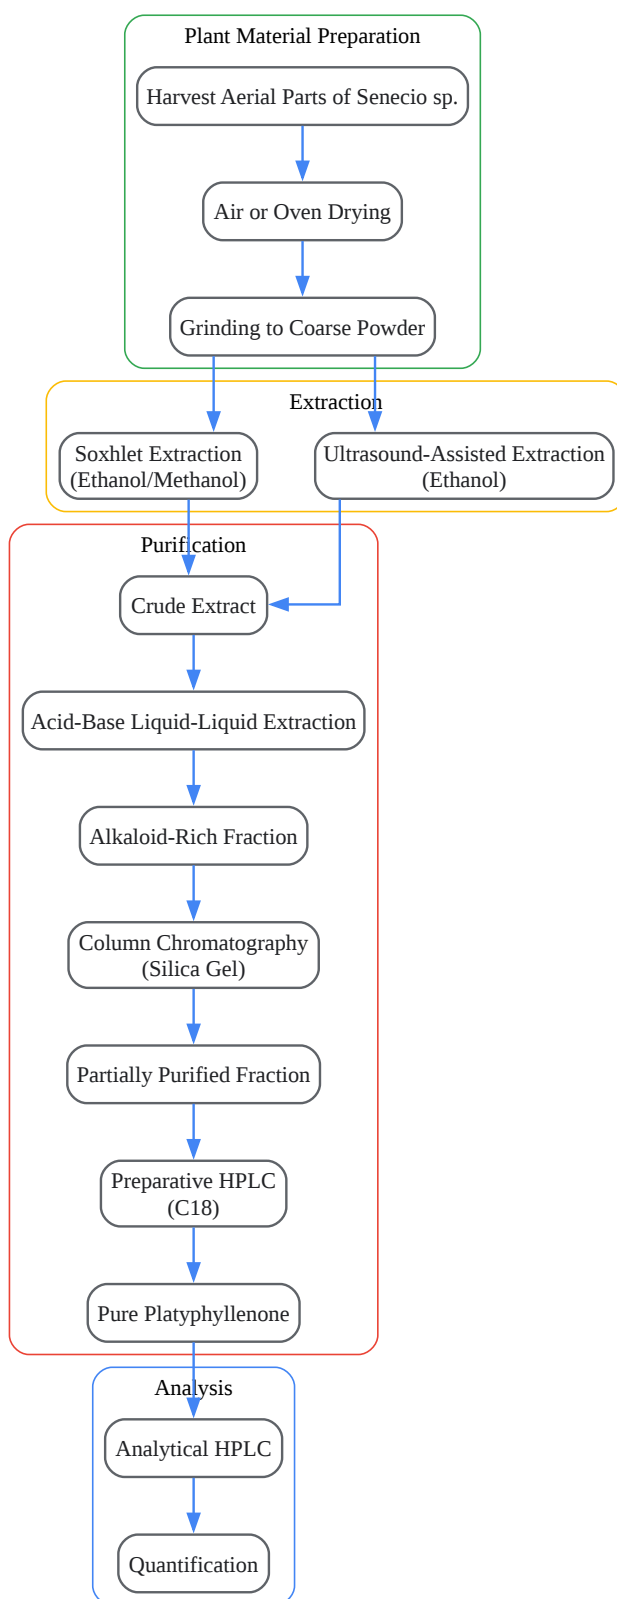 Plant Material Preparation
Harvest Aerial Parts of Senecio sp.
Air or Oven Drying
Grinding to Coarse Powder
Extraction
Soxhlet Extraction
(Ethanol/Methanol)
Ultrasound-Assisted Extraction
(Ethanol)
Purification
Crude Extract
Acid-Base Liquid-Liquid Extraction
Alkaloid-Rich Fraction
Column Chromatography
(Silica Gel)
Partially Purified Fraction
Preparative HPLC
(C18)
Pure Platyphyllenone
Analysis
Analytical HPLC
Quantification